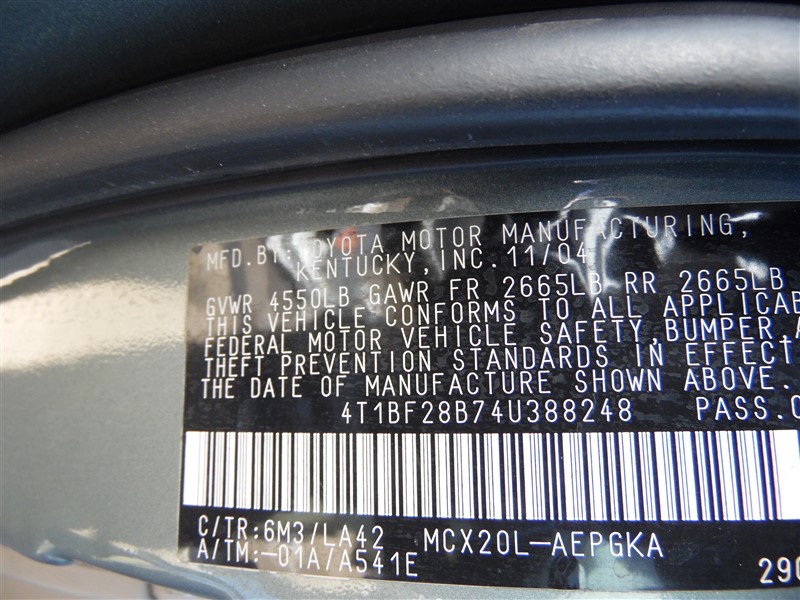 MFD.BY:TOYOTA MOTOR MANUFACTURING,
KENTUCKY,INC.11/04
GVWR 4550LB GAWR FR 2665LB RR 2665LB
THIS VEHICLE CONFORMS TO ALL APPLICAB
FEDERAL MOTOR VEHICLE SAFETY,BUMPER,A
THEFT PREVENTION STANDARDS IN EFFECT
THE DATE OF MANUFACTURE SHOWN ABOVE.
4T1BF28B74U388248 PASS.C
C/TR:6M3/LA42 MCX20L-AEPGKA
A/TM:-01A/A541E 290